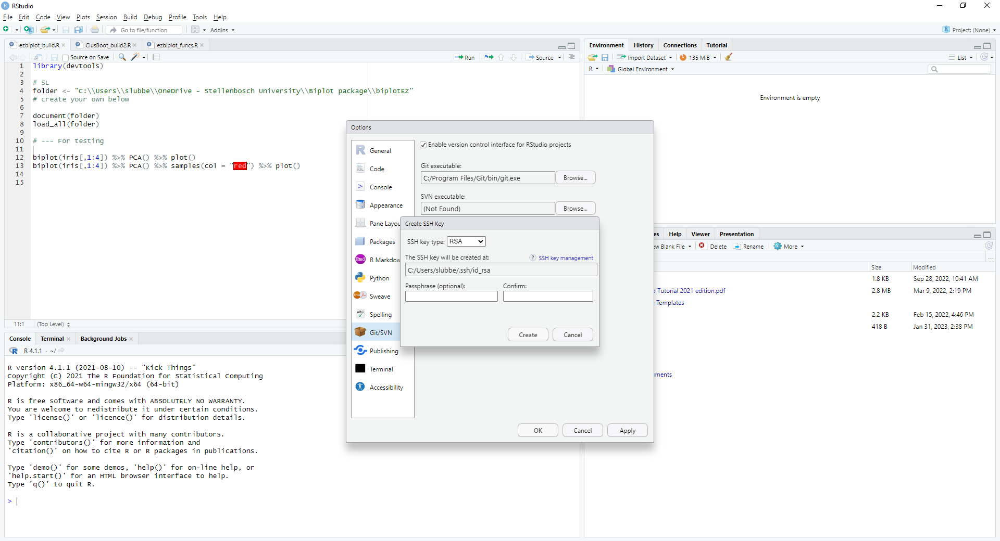 RStudio
File Edit Code View Plots Session Build Debug Profile Tools Help
Go to file/function Addins Project: (None)
ezbiplot_build.R ClusBoot_build2.R ezbiplot_funcs.R
Source on Save Run Source
1 library(devtools)
2
3 # SL
4 folder <- "C:\\Users\\slubbe\\OneDrive - Stellenbosch University\\Biplot package\\biplotEZ"
5 # create your own below
6
7 document(folder)
8 load_all(folder)
9
10 # --- For testing
11
12 biplot(iris[,1:4]) %>% PCA() %>% plot()
13 biplot(iris[,1:4]) %>% PCA() %>% samples(col = "red") %>% plot()
14
15
11:1 (Top Level)
Console Terminal Background Jobs
R 4.1.1 · ~/
R version 4.1.1 (2021-08-10) -- "Kick Things"
Copyright (C) 2021 The R Foundation for Statistical Computing
Platform: x86_64-w64-mingw32/x64 (64-bit)
R is free software and comes with ABSOLUTELY NO WARRANTY.
You are welcome to redistribute it under certain conditions.
Type 'license()' or 'licence()' for distribution details.
R is a collaborative project with many contributors.
Type 'contributors()' for more information and
'citation()' on how to cite R or R packages in publications.
Type 'demo()' for some demos, 'help()' for on-line help, or
'help.start()' for an HTML browser interface to help.
Type 'q()' to quit R.
>
Options
General
Code
Console
Appearance
Pane Layou
Packages
R Markdow
Python
Sweave
ABC Spelling
Git/SVN
Publishing
Terminal
Accessibility
Enable version control interface for RStudio projects
Git executable:
C:/Program Files/Git/bin/git.exe Browse...
SVN executable:
(Not Found) Browse...
Create SSH Key
SSH key type: RSA
The SSH key will be created at: ? SSH key management
C:/Users/slubbe/.ssh/id_rsa
Passphrase (optional): Confirm:
Create Cancel
OK Cancel Apply
Environment History Connections Tutorial
Import Dataset 135 MiB List
R Global Environment
Environment is empty
es Help Viewer Presentation
ew Blank File Delete Rename More
...
Size Modified
1.8 KB Sep 28, 2022, 10:41 AM
Tutorial 2021 edition.pdf 2.8 MB Mar 9, 2022, 2:19 PM
Templates
2.2 KB Feb 15, 2022, 4:46 PM
418 B Jan 31, 2023, 2:38 PM
ments